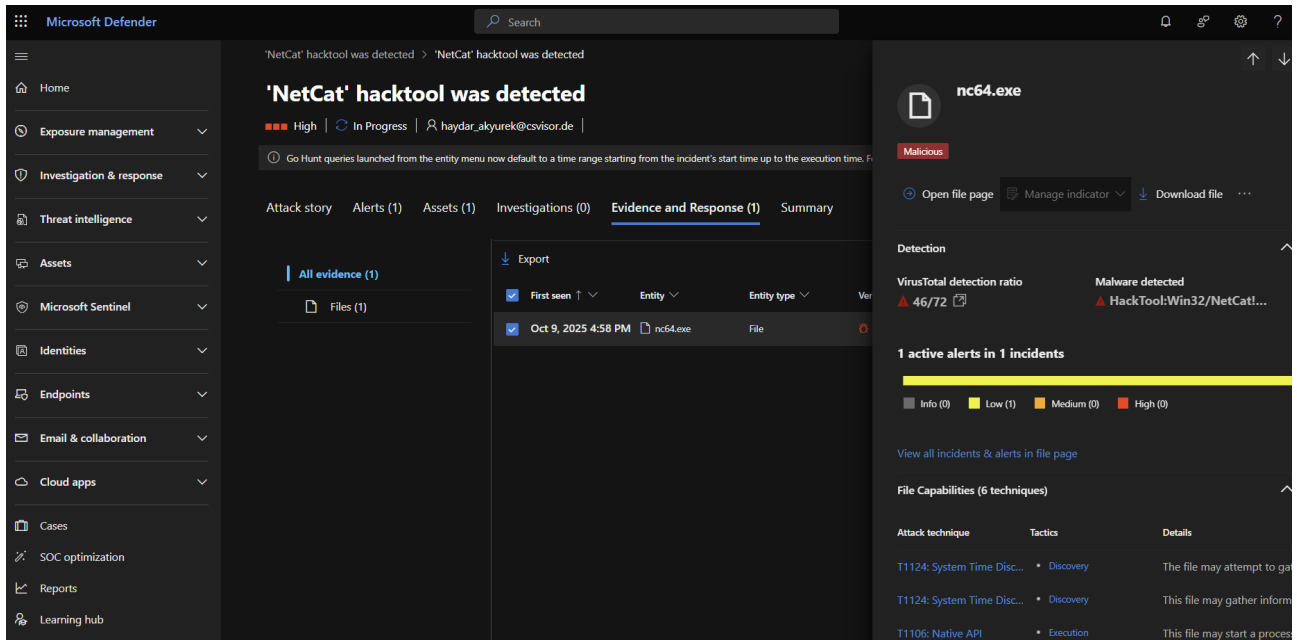 Microsoft Defender
Search
Home
Exposure management
Investigation & response
Threat intelligence
Assets
Microsoft Sentinel
Identities
Endpoints
Email & collaboration
Cloud apps
Cases
SOC optimization
Reports
Learning hub
'NetCat' hacktool was detected > 'NetCat' hacktool was detected
'NetCat' hacktool was detected
High | In Progress | haydar_akyurek@csvisor.de |
Go Hunt queries launched from the entity menu now default to a time range starting from the incident's start time up to the execution time. F
Attack story Alerts (1) Assets (1) Investigations (0) Evidence and Response (1) Summary
All evidence (1)
Files (1)
Export
First seen Entity Entity type Ver
Oct 9, 2025 4:58 PM nc64.exe File
nc64.exe
Malicious
Open file page Manage indicator Download file ...
Detection
VirusTotal detection ratio Malware detected
46/72 HackTool:Win32/NetCat!...
1 active alerts in 1 incidents
Info (0) Low (1) Medium (0) High (0)
View all incidents & alerts in file page
File Capabilities (6 techniques)
Attack technique Tactics Details
T1124: System Time Disc... • Discovery The file may attempt to gat
T1124: System Time Disc... • Discovery This file may gather inform
T1106: Native API • Execution This file may start a proces